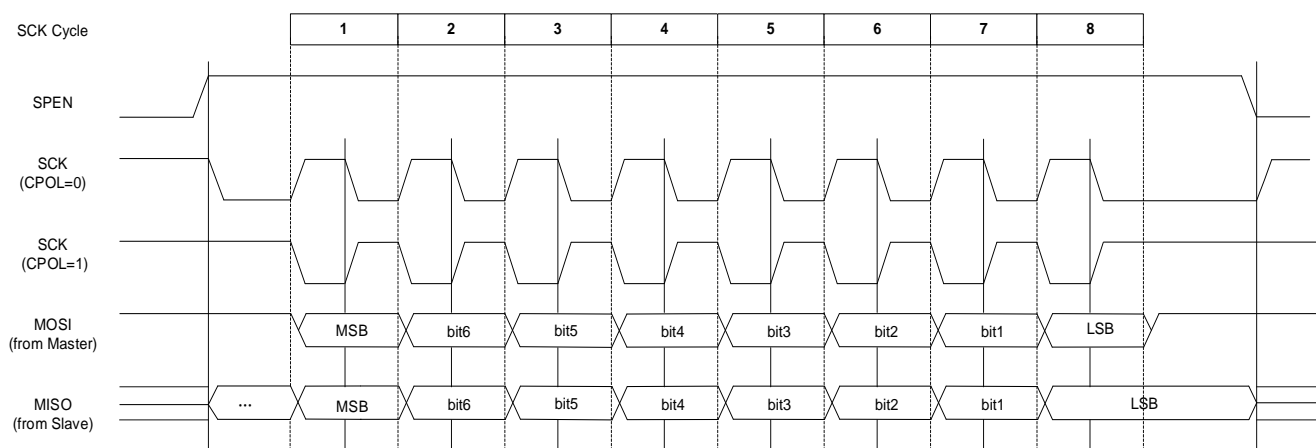 SCK Cycle 1 2 3 4 5 6 7 8
SPEN
SCK
(CPOL=0)
SCK
(CPOL=1)
MOSI
(from Master)
MSB bit6 bit5 bit4 bit3 bit2 bit1 LSB
MISO
(from Slave)
... MSB bit6 bit5 bit4 bit3 bit2 bit1 LSB